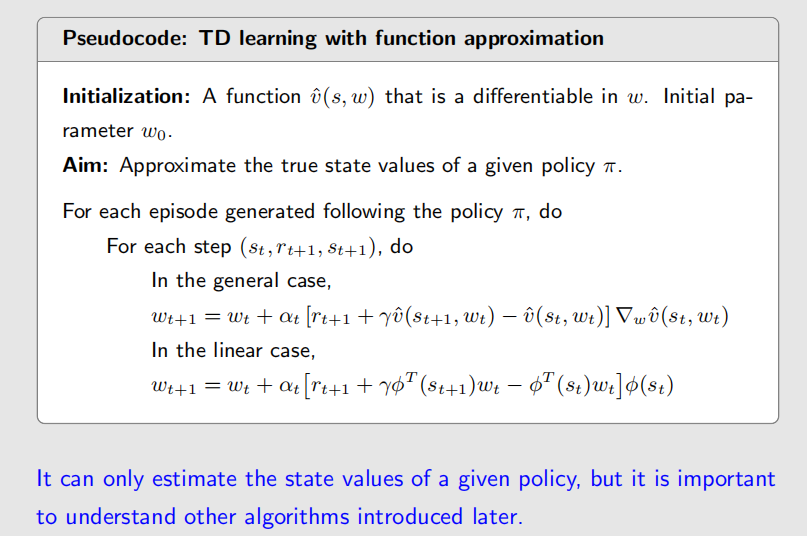 Pseudocode: TD learning with function approximation
Initialization: A function v̂(s, w) that is a differentiable in w. Initial pa-
rameter w₀.
Aim: Approximate the true state values of a given policy π.
For each episode generated following the policy π, do
For each step (sₜ, rₜ₊₁, sₜ₊₁), do
In the general case,
wₜ₊₁ = wₜ + αₜ [rₜ₊₁ + γv̂(sₜ₊₁, wₜ) − v̂(sₜ, wₜ)] ∇_w v̂(sₜ, wₜ)
In the linear case,
wₜ₊₁ = wₜ + αₜ [rₜ₊₁ + γϕᵀ(sₜ₊₁)wₜ − ϕᵀ(sₜ)wₜ] ϕ(sₜ)
It can only estimate the state values of a given policy, but it is important
to understand other algorithms introduced later.